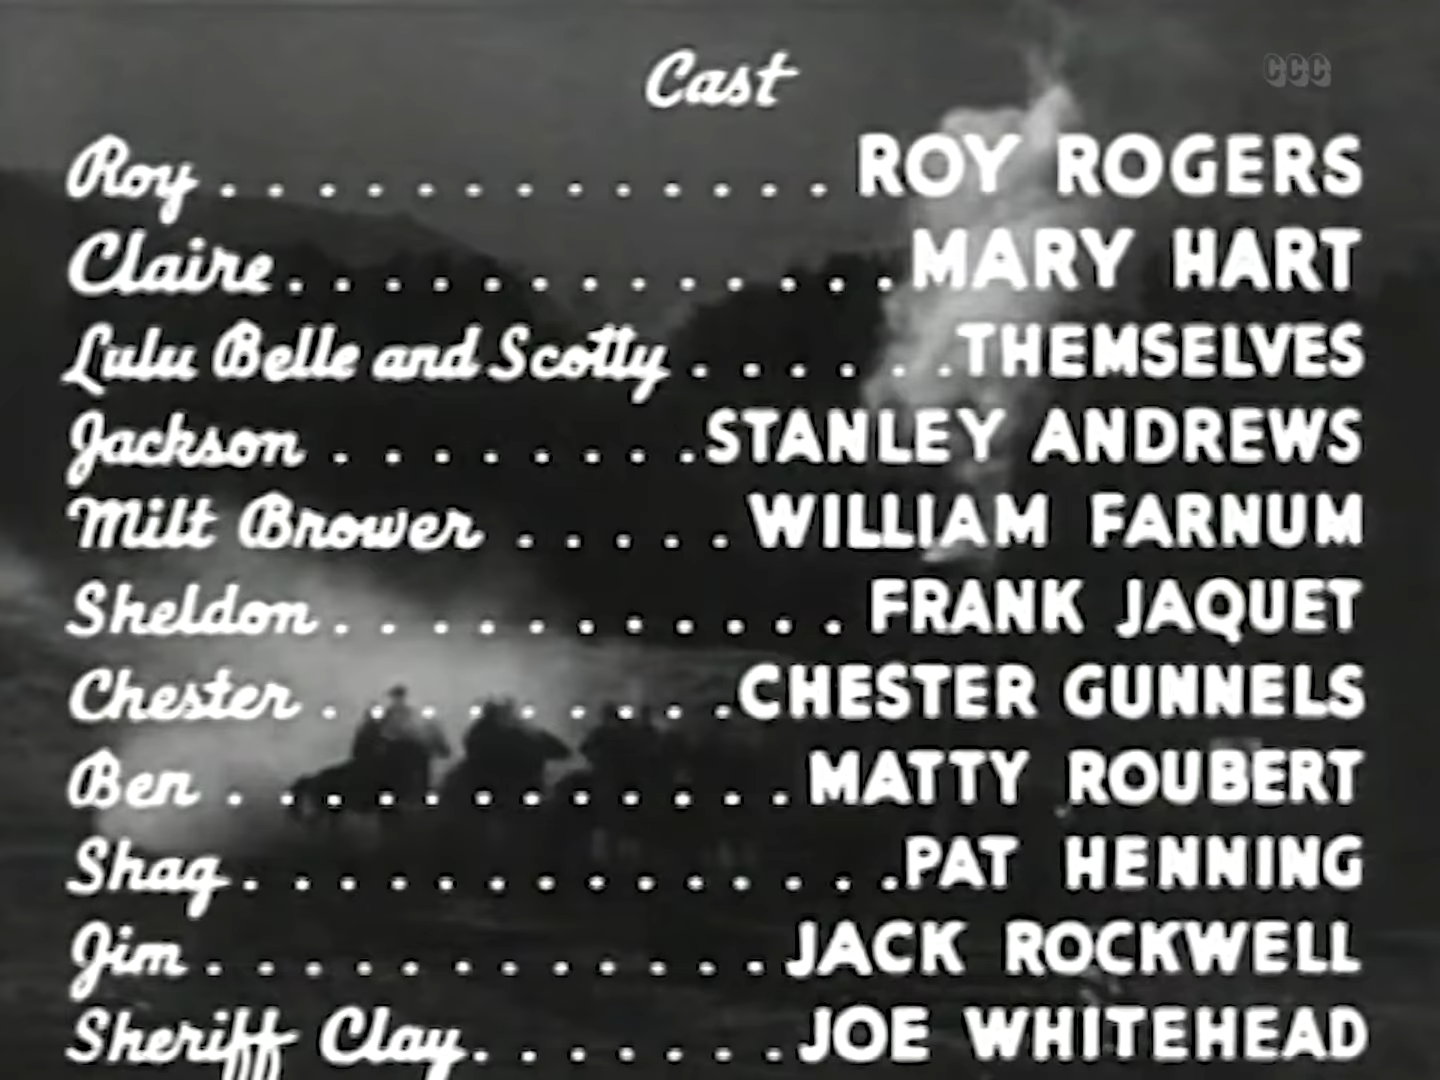 Cast
CCC
Roy . . . . . . . . . . . . . ROY ROGERS
Claire . . . . . . . . . . . . . MARY HART
Lulu Belle and Scotty . . . . . . THEMSELVES
Jackson . . . . . . . . STANLEY ANDREWS
Milt Brower . . . . . WILLIAM FARNUM
Sheldon . . . . . . . . . . . FRANK JAQUET
Chester . . . . . . . . . CHESTER GUNNELS
Ben . . . . . . . . . . . . MATTY ROUBERT
Shag . . . . . . . . . . . . . . PAT HENNING
Jim . . . . . . . . . . . . JACK ROCKWELL
Sheriff Clay . . . . . . . JOE WHITEHEAD